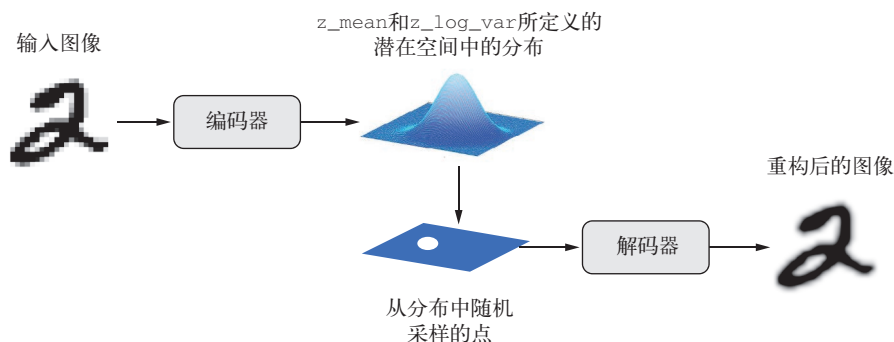 输入图像
z_mean和z_log_var所定义的
潜在空间中的分布
编码器
重构后的图像
解码器
从分布中随机
采样的点